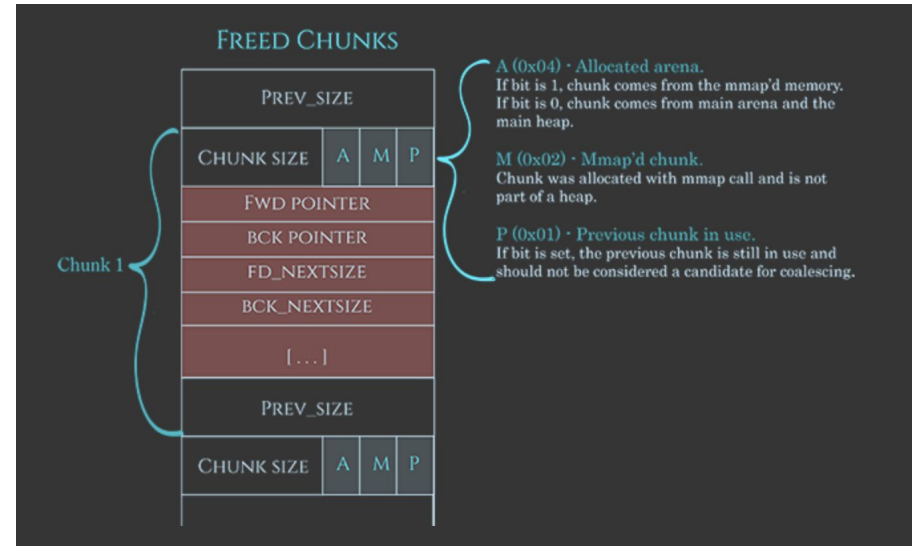 FREED CHUNKS
PREV_SIZE
CHUNK SIZE A M P
FWD POINTER
BCK POINTER
FD_NEXTSIZE
BCK_NEXTSIZE
[...]
PREV_SIZE
CHUNK SIZE A M P
Chunk 1
A (0x04) - Allocated arena.
If bit is 1, chunk comes from the mmap'd memory.
If bit is 0, chunk comes from main arena and the
main heap.
M (0x02) - Mmap'd chunk.
Chunk was allocated with mmap call and is not
part of a heap.
P (0x01) - Previous chunk in use.
If bit is set, the previous chunk is still in use and
should not be considered a candidate for coalescing.